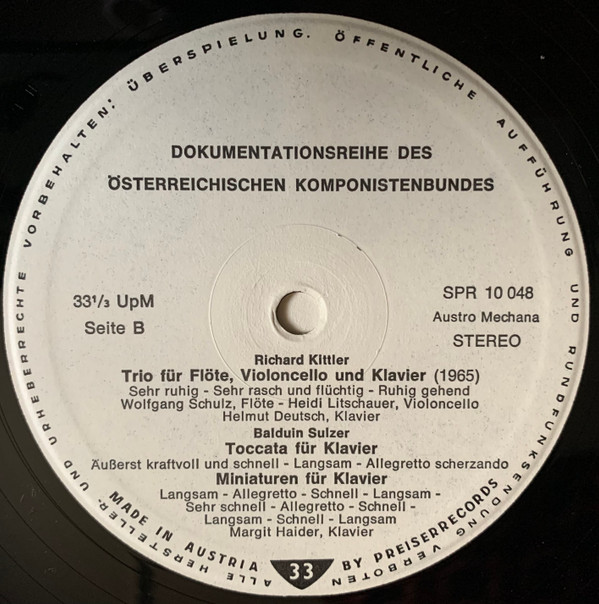 ALLE HERSTELLER- UND URHEBERRECHTE VORBEHALTEN: ÜBERSPIELUNG. ÖFFENTLICHE AUFFÜHRUNG UND RUNDFUNKSENDUNG VERBOTEN
DOKUMENTATIONSREIHE DES
ÖSTERREICHISCHEN KOMPONISTENBUNDES
33 1/3 UpM
Seite B
SPR 10 048
Austro Mechana
STEREO
Richard Kittler
Trio für Flöte, Violoncello und Klavier (1965)
Sehr ruhig - Sehr rasch und flüchtig - Ruhig gehend
Wolfgang Schulz, Flöte - Heidi Litschauer, Violoncello
Helmut Deutsch, Klavier
Balduin Sulzer
Toccata für Klavier
Äußerst kraftvoll und schnell - Langsam - Allegretto scherzando
Miniaturen für Klavier
Langsam - Allegretto - Schnell - Langsam -
Sehr schnell - Allegretto - Schnell -
Langsam - Schnell - Langsam
Margit Haider, Klavier
MADE IN AUSTRIA 33 BY PREISERRECORDS